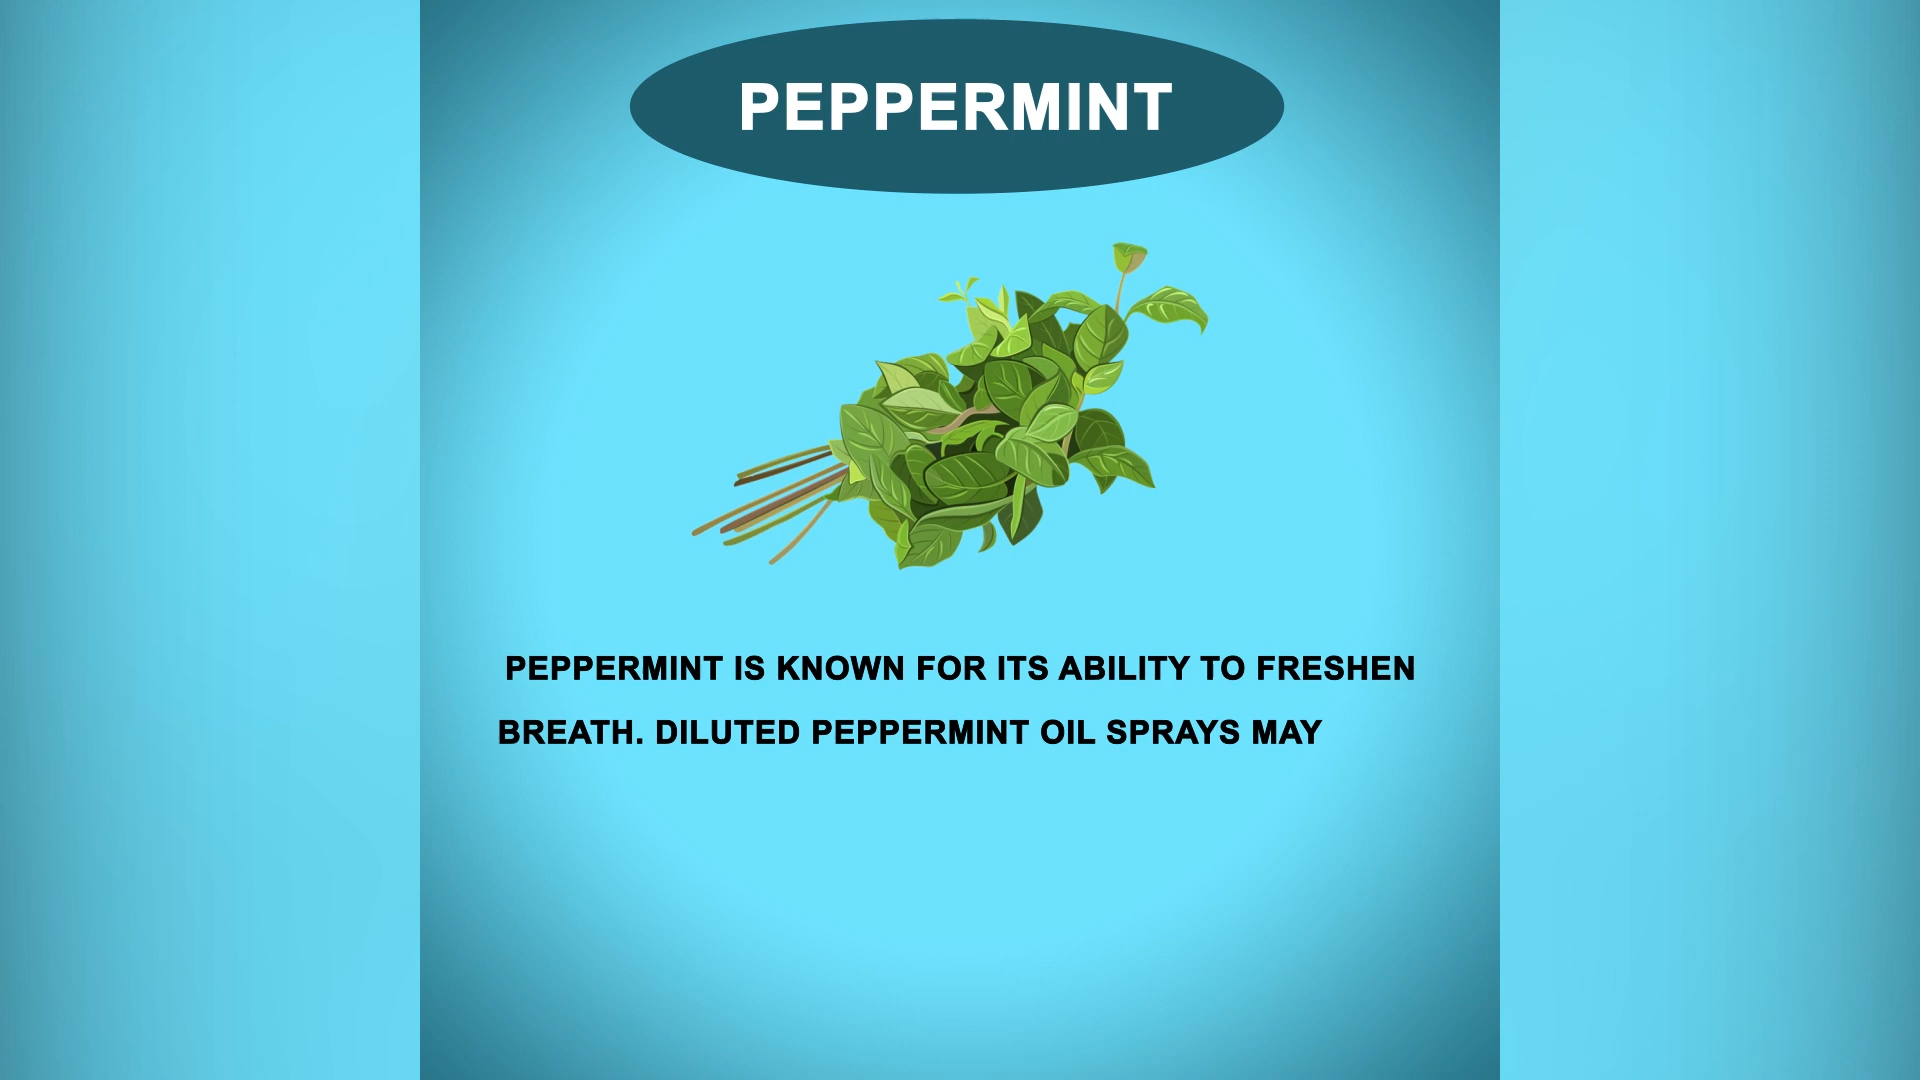 PEPPERMINT
PEPPERMINT IS KNOWN FOR ITS ABILITY TO FRESHEN
BREATH. DILUTED PEPPERMINT OIL SPRAYS MAY